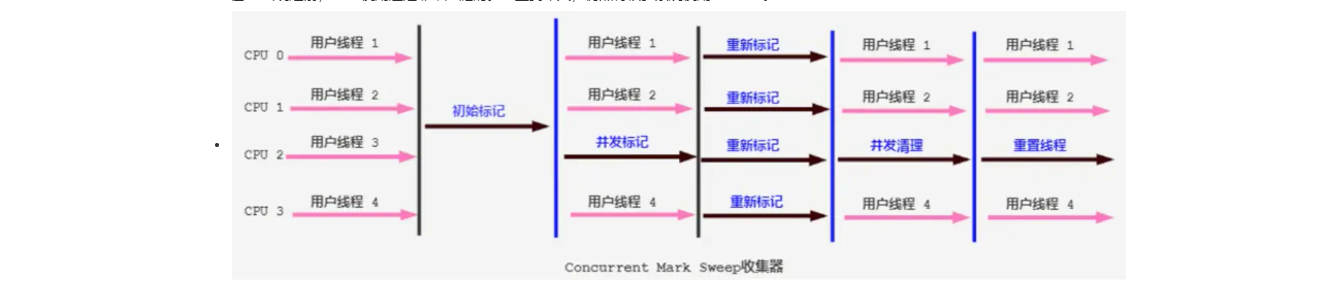 用户线程 1 用户线程 1 重新标记 用户线程 1 用户线程 1
CPU 0
用户线程 2 用户线程 2 重新标记 用户线程 2 用户线程 2
CPU 1 初始标记
用户线程 3 并发标记 重新标记 并发清理 重置线程
CPU 2
用户线程 4 用户线程 4 重新标记 用户线程 4 用户线程 4
CPU 3
Concurrent Mark Sweep收集器